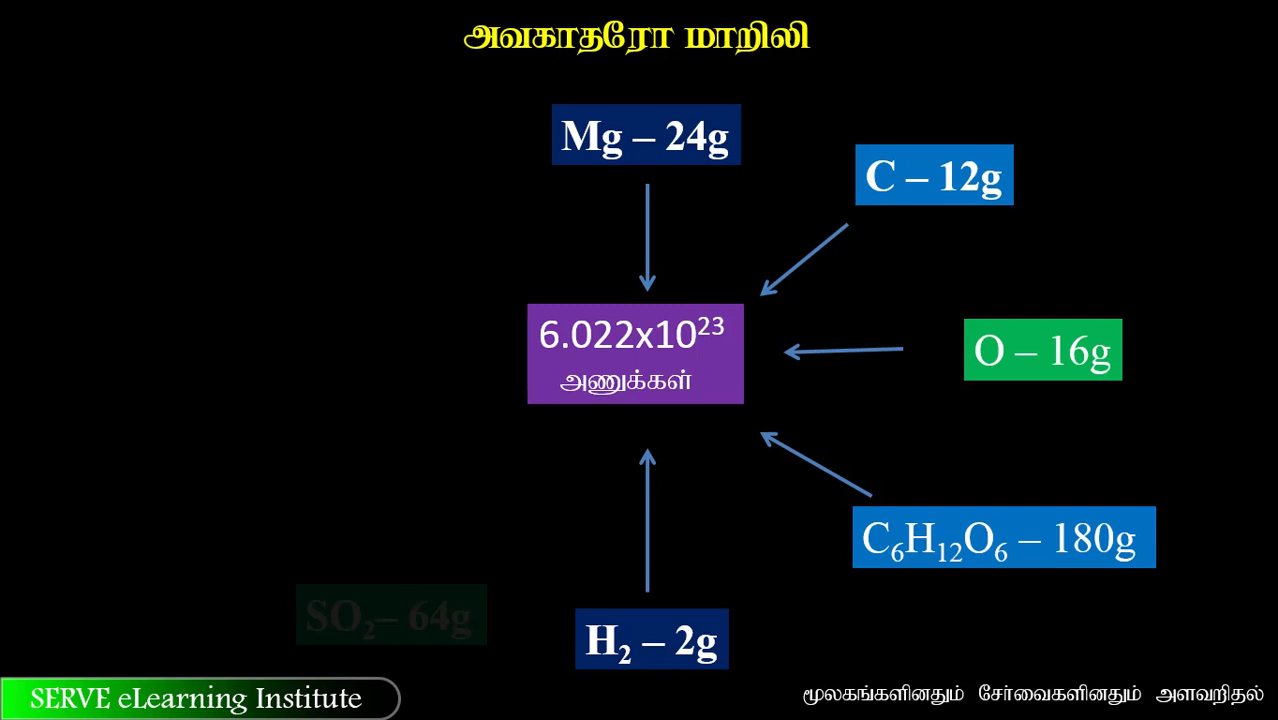 அவகாதரோ மாறிலி
Mg – 24g
C – 12g
6.022x10²³
அணுக்கள்
O – 16g
C₆H₁₂O₆ – 180g
SO₂– 64g
H₂ – 2g
SERVE eLearning Institute
மூலகங்களினதும் சேர்வைகளினதும் அளவறிதல்